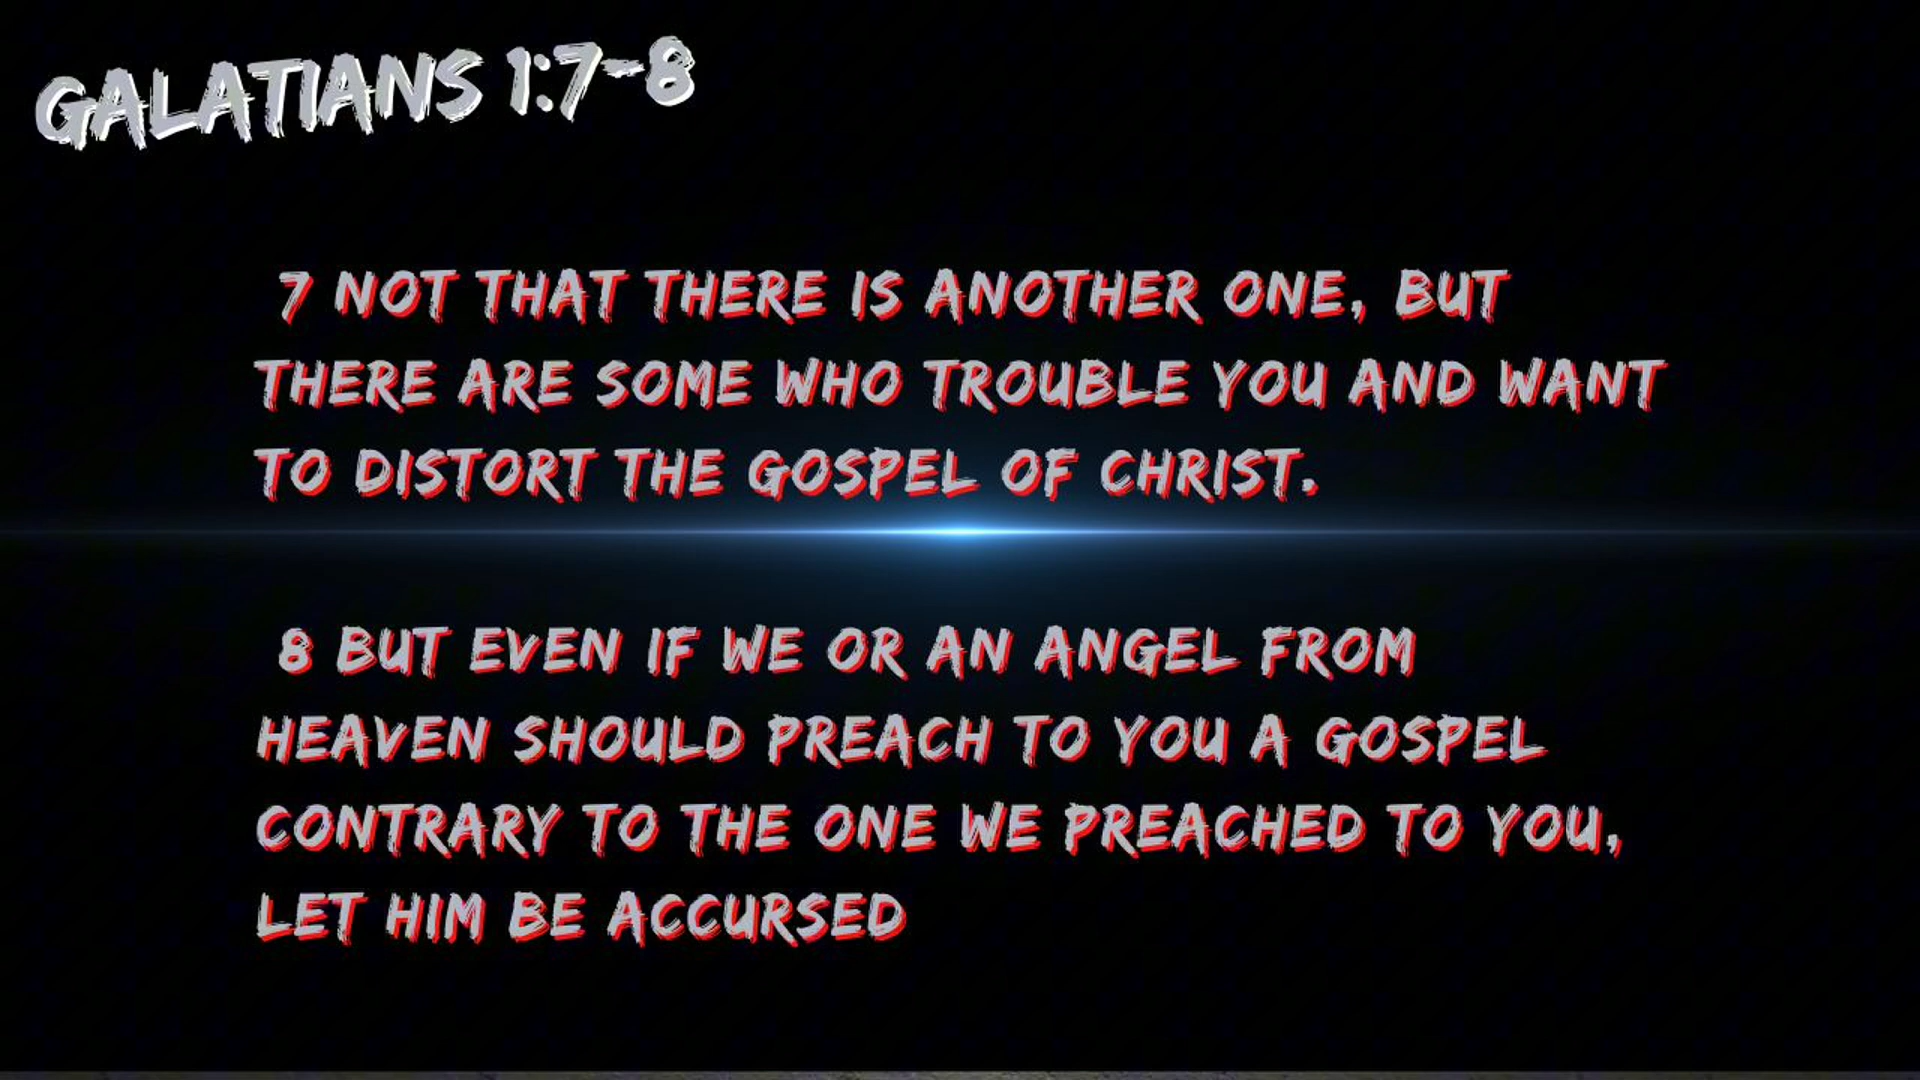 GALATIANS 1:7-8
7 NOT THAT THERE IS ANOTHER ONE, BUT
THERE ARE SOME WHO TROUBLE YOU AND WANT
TO DISTORT THE GOSPEL OF CHRIST.
8 BUT EVEN IF WE OR AN ANGEL FROM
HEAVEN SHOULD PREACH TO YOU A GOSPEL
CONTRARY TO THE ONE WE PREACHED TO YOU,
LET HIM BE ACCURSED